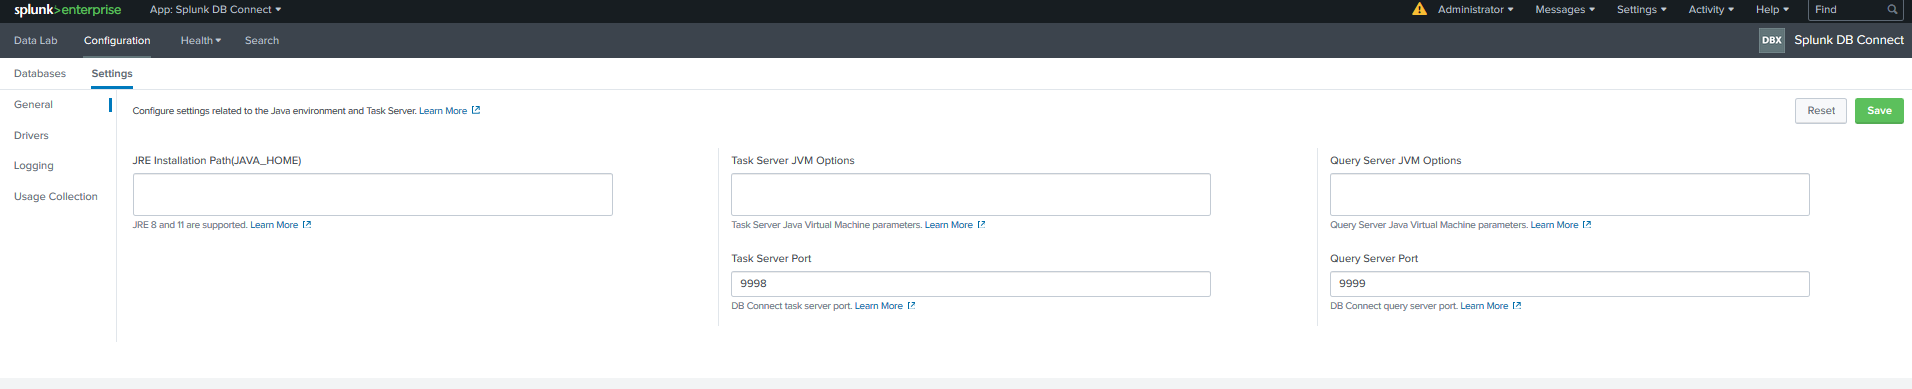 splunk>enterprise App: Splunk DB Connect Administrator Messages Settings Activity Help Find
Data Lab Configuration Health Search DBX Splunk DB Connect
Databases Settings
General
Drivers
Logging
Usage Collection
Configure settings related to the Java environment and Task Server. Learn More
Reset Save
JRE Installation Path(JAVA_HOME)
JRE 8 and 11 are supported. Learn More
Task Server JVM Options
Task Server Java Virtual Machine parameters. Learn More
Task Server Port
9998
DB Connect task server port. Learn More
Query Server JVM Options
Query Server Java Virtual Machine parameters. Learn More
Query Server Port
9999
DB Connect query server port. Learn More